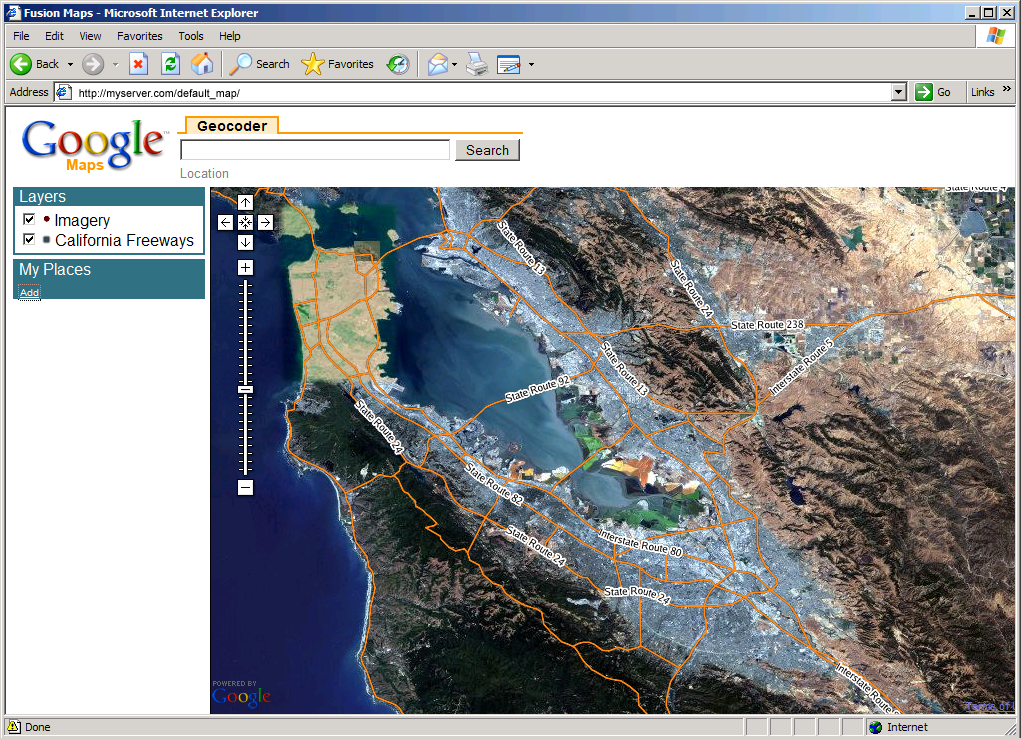 Fusion Maps - Microsoft Internet Explorer
File Edit View Favorites Tools Help
Back Search Favorites
Address http://myserver.com/default_map/ Go Links »
Google™
Maps
Geocoder
Search
Location
Layers
Imagery
California Freeways
My Places
Add
State Route 4
State Route 13
State Route 24
State Route 238
Interstate Route 5
State Route 13
State Route 92
State Route 24
State Route 82
State Route 24
Interstate Route 80
State Route 24
Interstate Route
POWERED BY
Google
Terms of
Done Internet